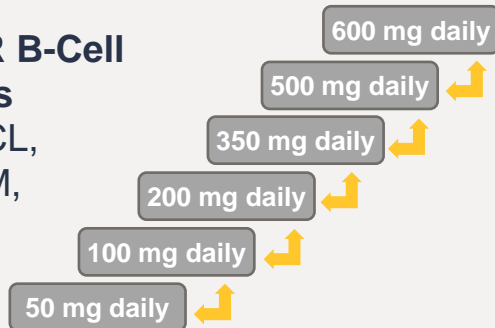 600 mg daily
R B-Cell
500 mg daily
s
CL,
350 mg daily
M,
200 mg daily
100 mg daily
50 mg daily